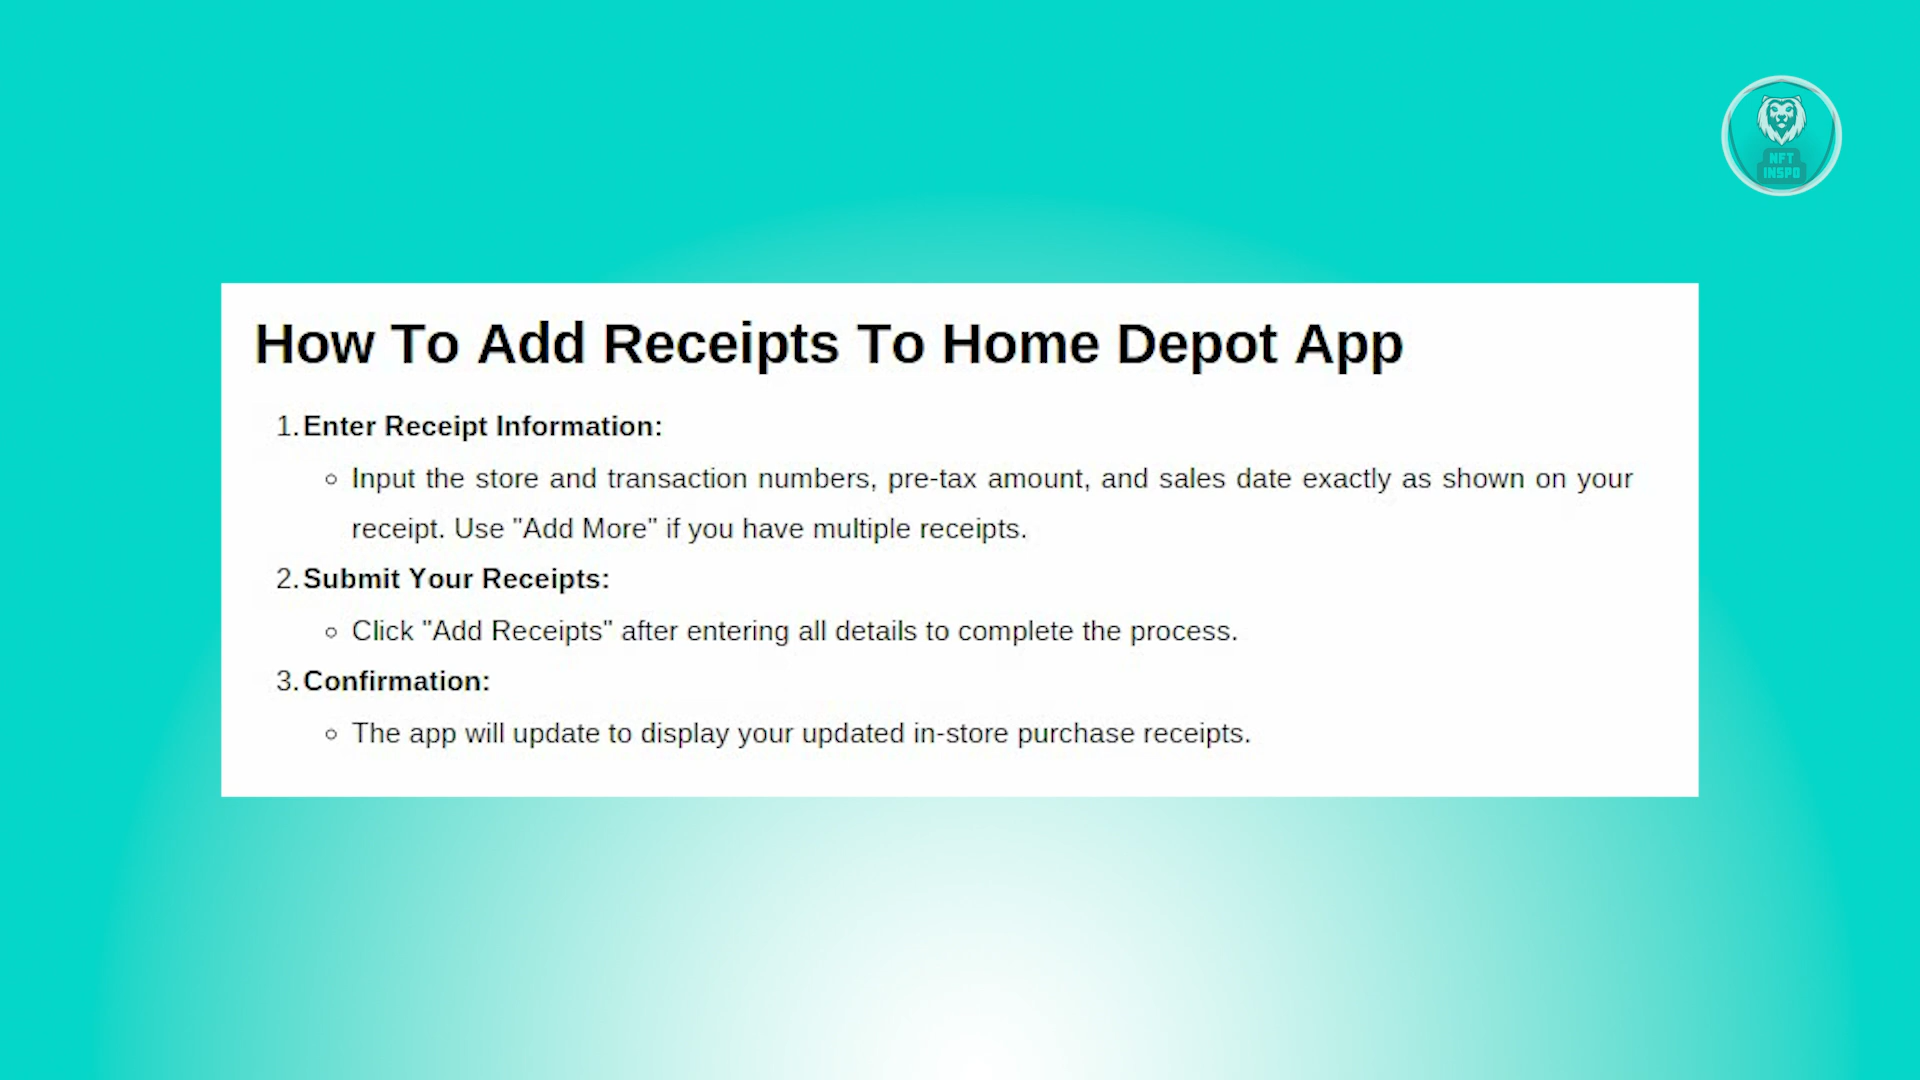 NFT
INSPO
How To Add Receipts To Home Depot App
1. Enter Receipt Information:
○ Input the store and transaction numbers, pre-tax amount, and sales date exactly as shown on your
receipt. Use "Add More" if you have multiple receipts.
2. Submit Your Receipts:
○ Click "Add Receipts" after entering all details to complete the process.
3. Confirmation:
○ The app will update to display your updated in-store purchase receipts.